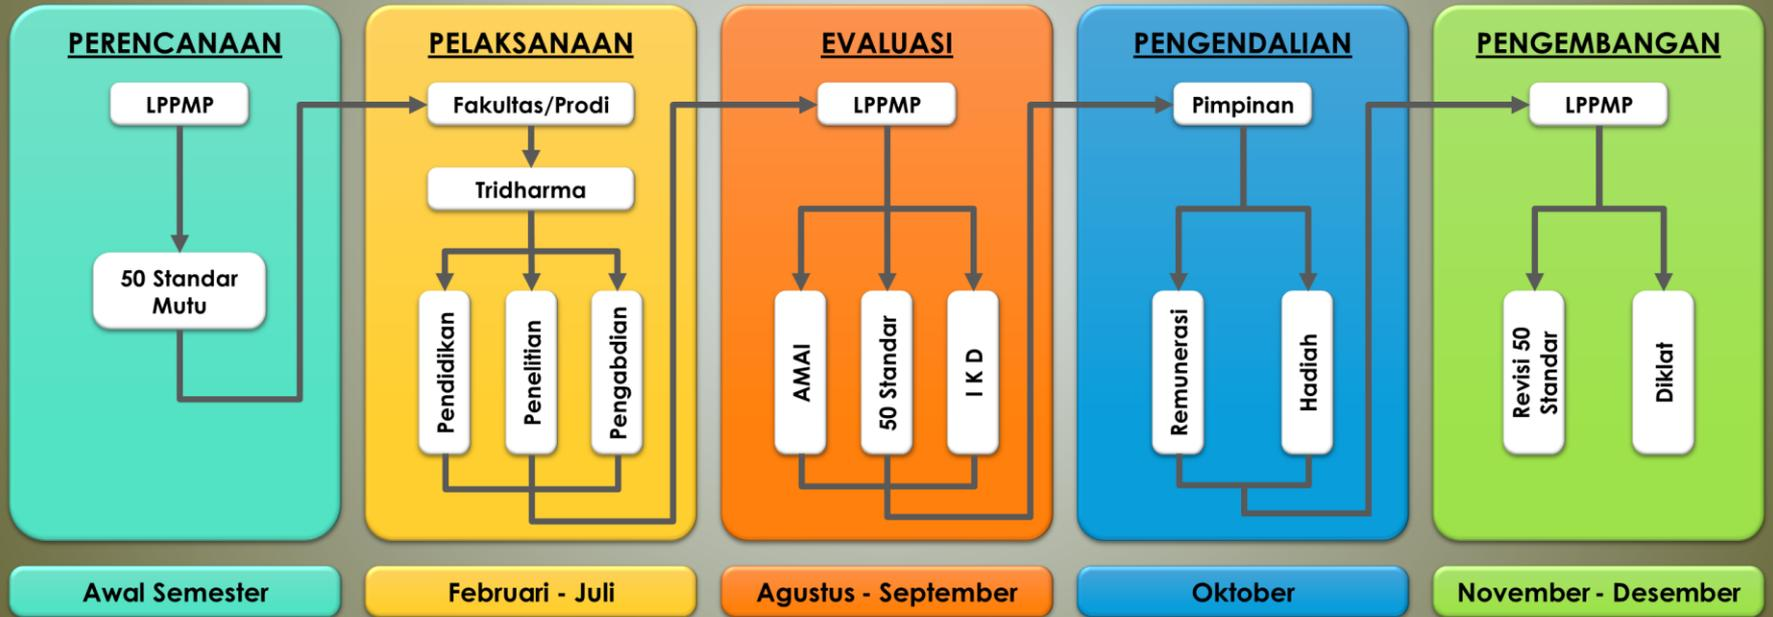 PERENCANAAN
LPPMP
50 Standar
Mutu
Awal Semester
PELAKSANAAN
Fakultas/Prodi
Tridharma
Pendidikan
Penelitian
Pengabdian
Februari - Juli
EVALUASI
LPPMP
AMAI
50 Standar
I K D
Agustus - September
PENGENDALIAN
Pimpinan
Remunerasi
Hadiah
Oktober
PENGEMBANGAN
LPPMP
Revisi 50
Standar
Diklat
November - Desember